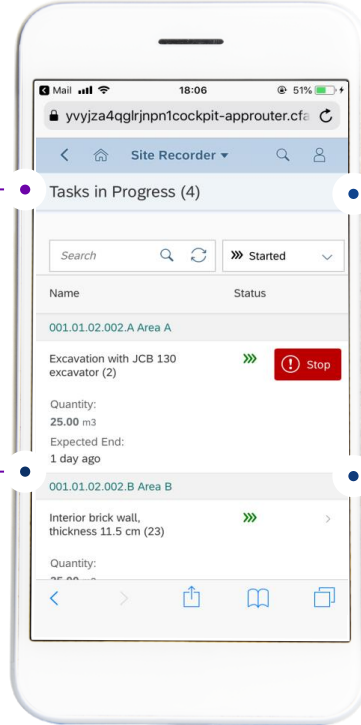 Mail 18:06 51%
yvyjza4qglrjnpn1cockpit-approuter.cfa
Site Recorder
Tasks in Progress (4)
Search Started
Name Status
001.01.02.002.A Area A
Excavation with JCB 130
excavator (2)
Stop
Quantity:
25.00 m3
Expected End:
1 day ago
001.01.02.002.B Area B
Interior brick wall,
thickness 11.5 cm (23)
Quantity: